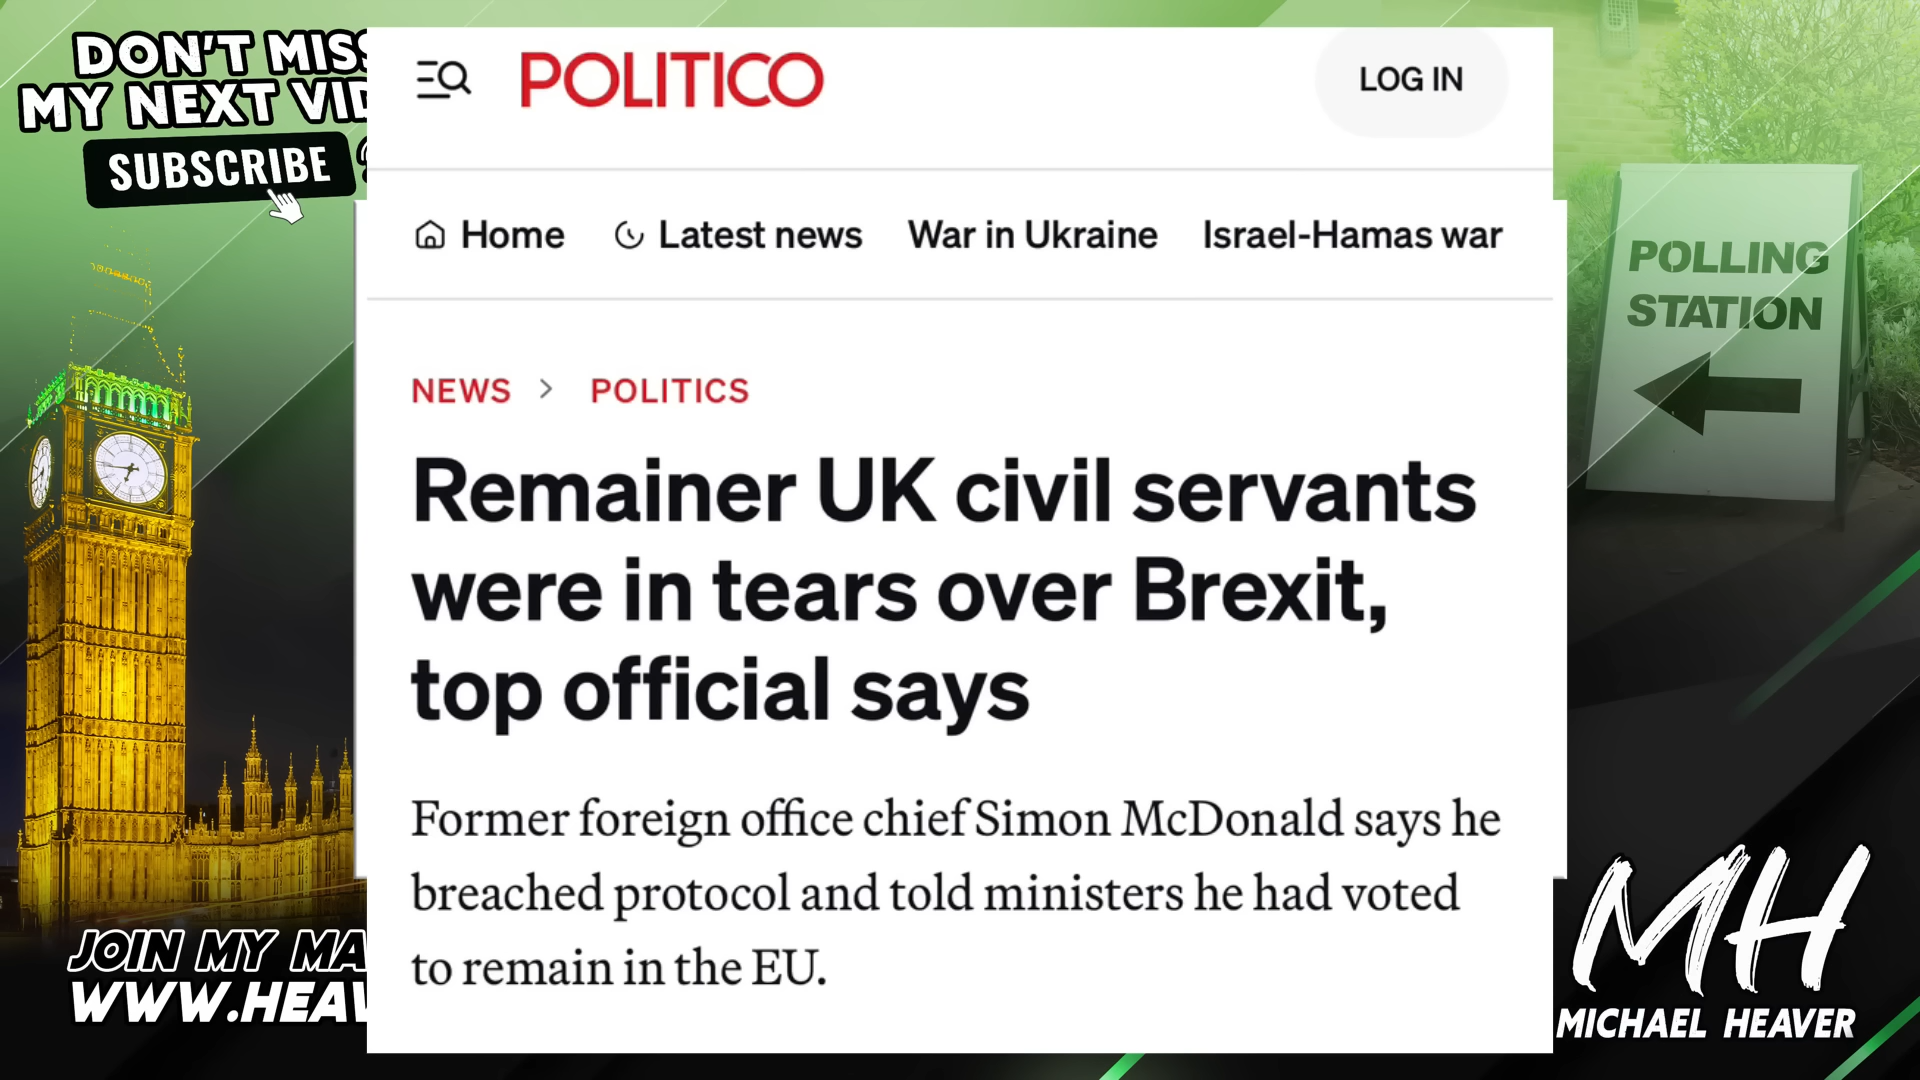 DON'T MISS
MY NEXT VID
SUBSCRIBE
POLITICO
LOG IN
Home
Latest news
War in Ukraine
Israel-Hamas war
NEWS > POLITICS
Remainer UK civil servants
were in tears over Brexit,
top official says
Former foreign office chief Simon McDonald says he
breached protocol and told ministers he had voted
to remain in the EU.
POLLING
STATION
JOIN MY MA
WWW.HEAV
MH
MICHAEL HEAVER